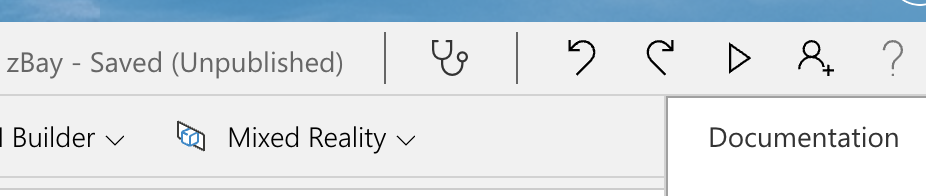 zBay - Saved (Unpublished)
Builder
Mixed Reality
Documentation